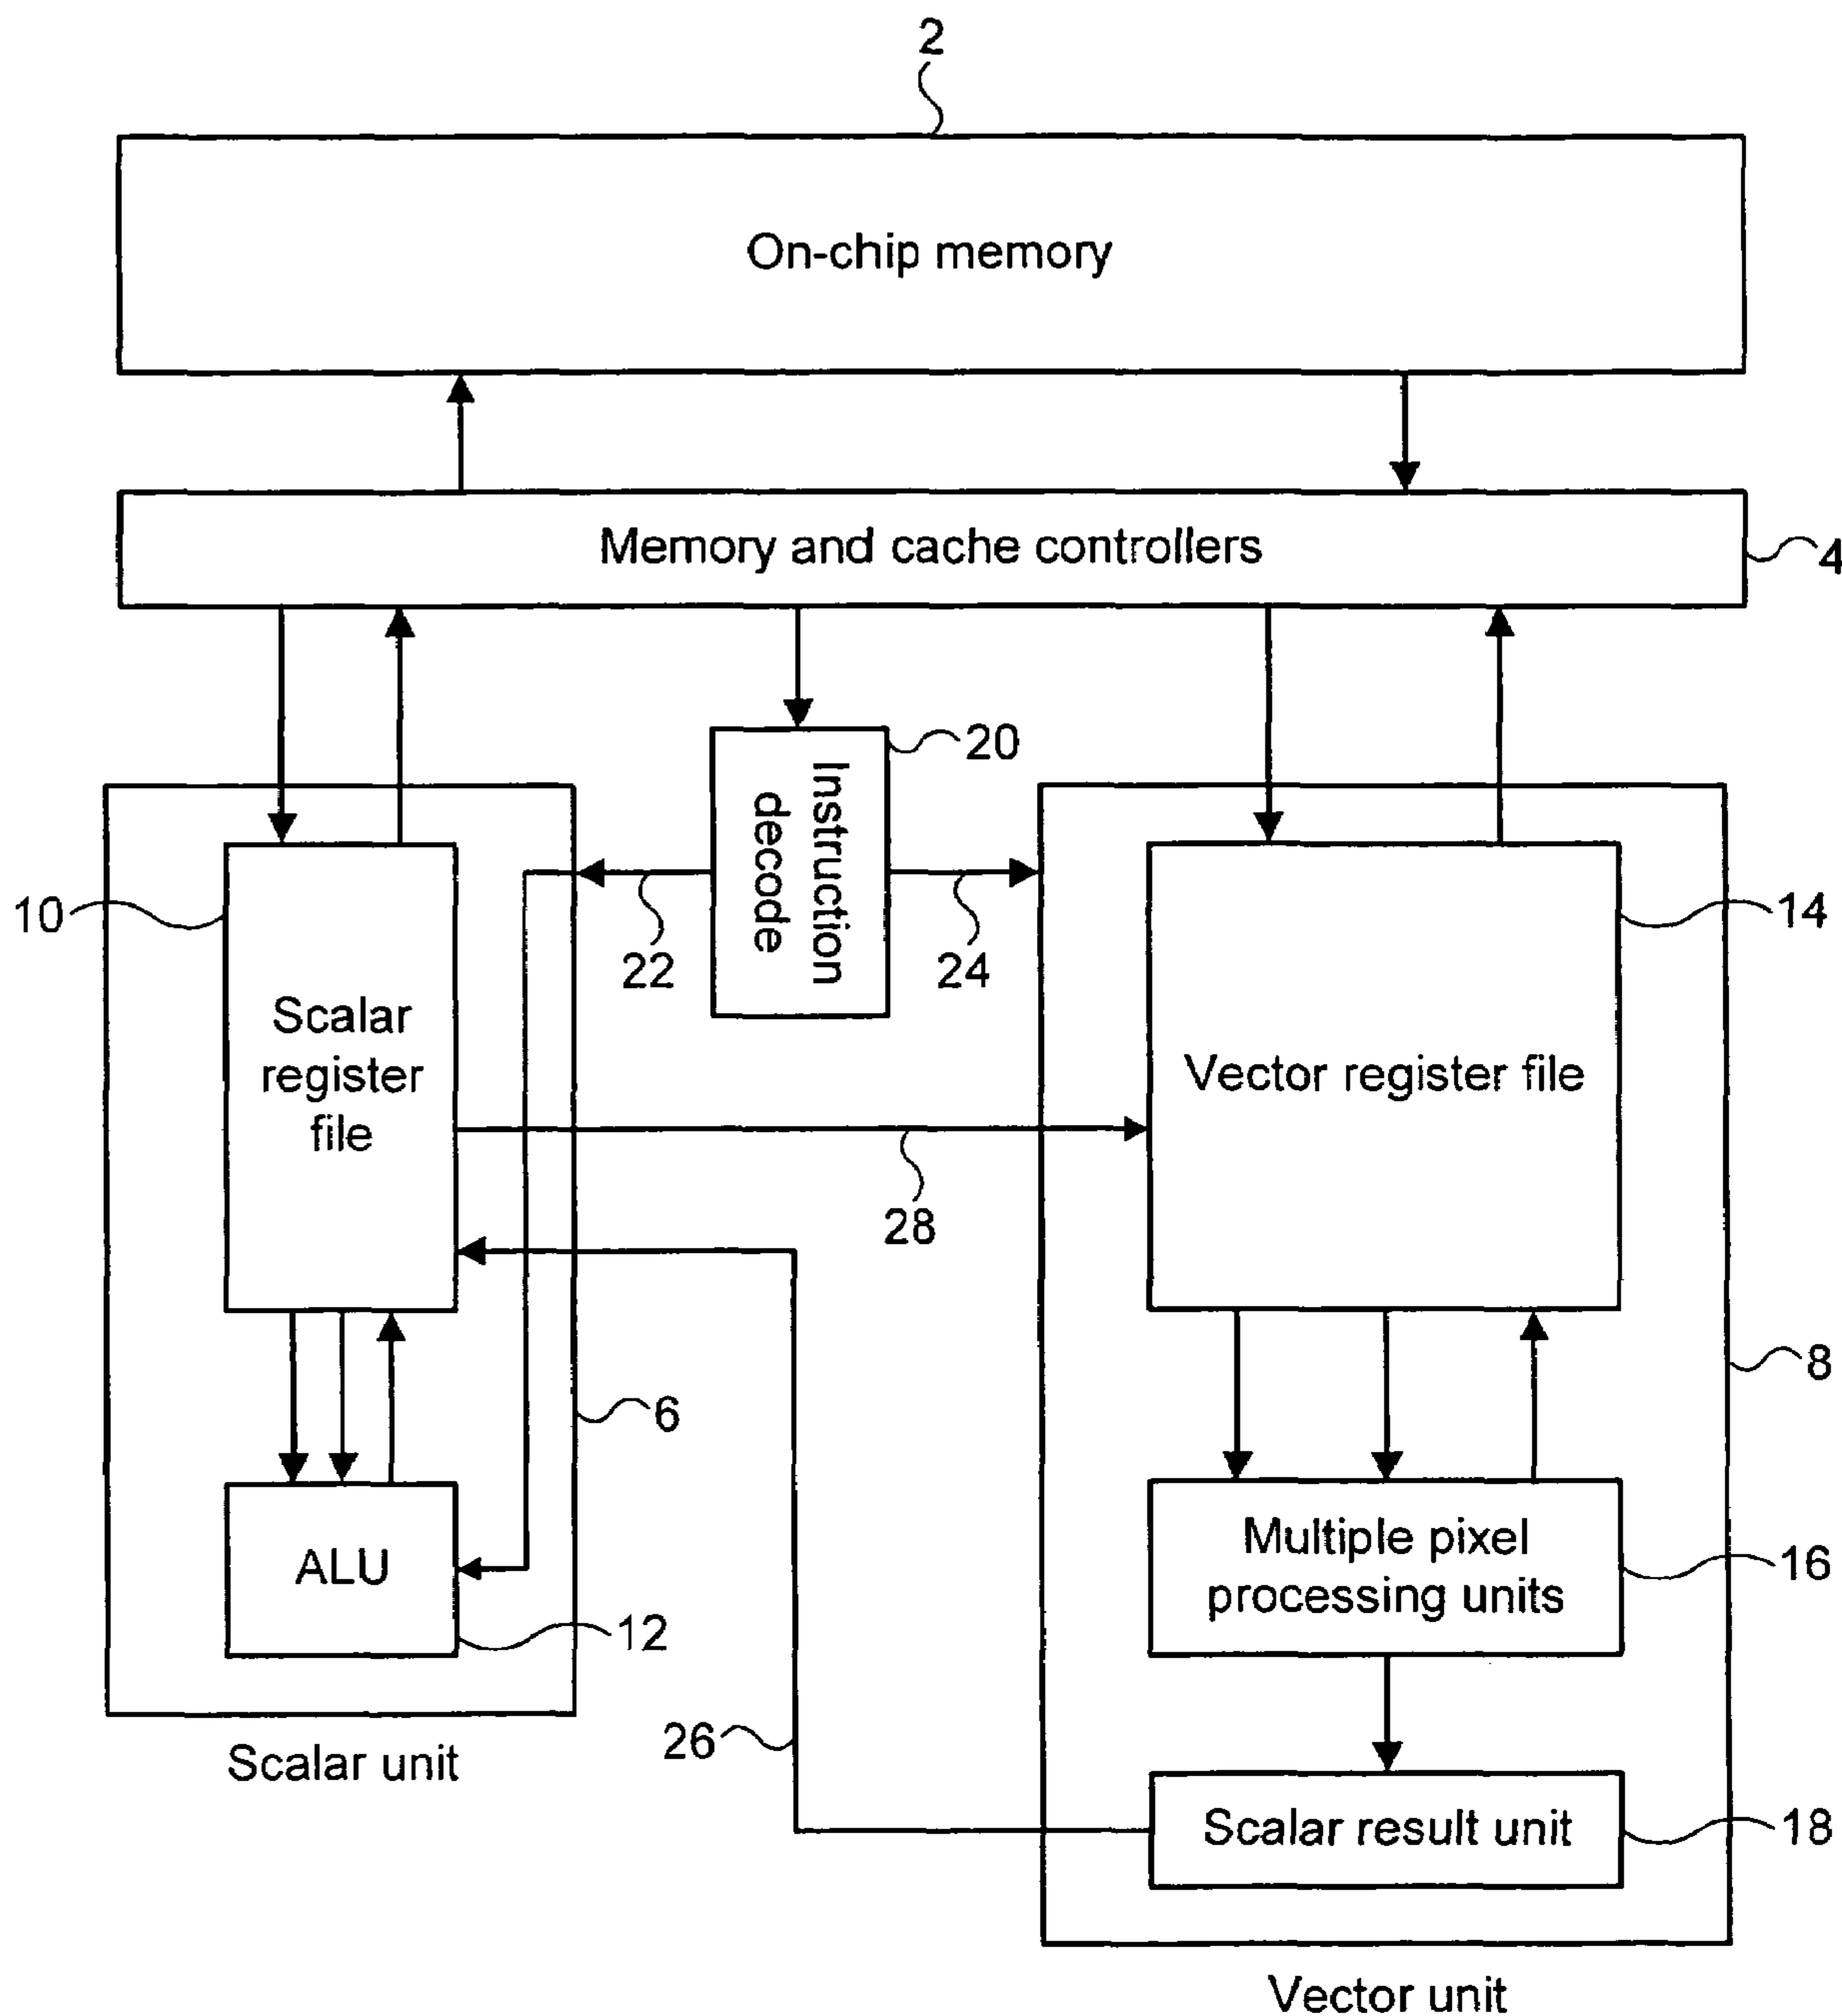 2
On-chip memory
Memory and cache controllers
4
20
Instruction
decode
10
22
24
14
Scalar
register
file
Vector register file
28
8
6
ALU
Multiple pixel
processing units
16
12
26
Scalar unit
Scalar result unit
18
Vector unit